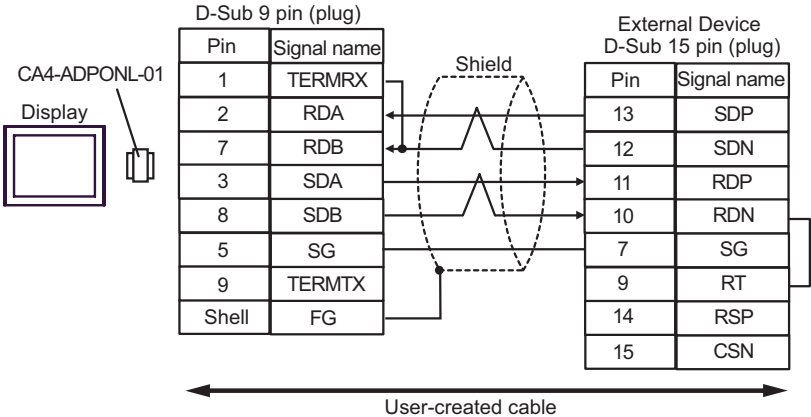 D-Sub 9 pin (plug)
External Device
D-Sub 15 pin (plug)
Shield
CA4-ADPONL-01
Display
Pin Signal name
1 TERMRX
2 RDA
7 RDB
3 SDA
8 SDB
5 SG
9 TERMTX
Shell FG
Pin Signal name
13 SDP
12 SDN
11 RDP
10 RDN
7 SG
9 RT
14 RSP
15 CSN
User-created cable